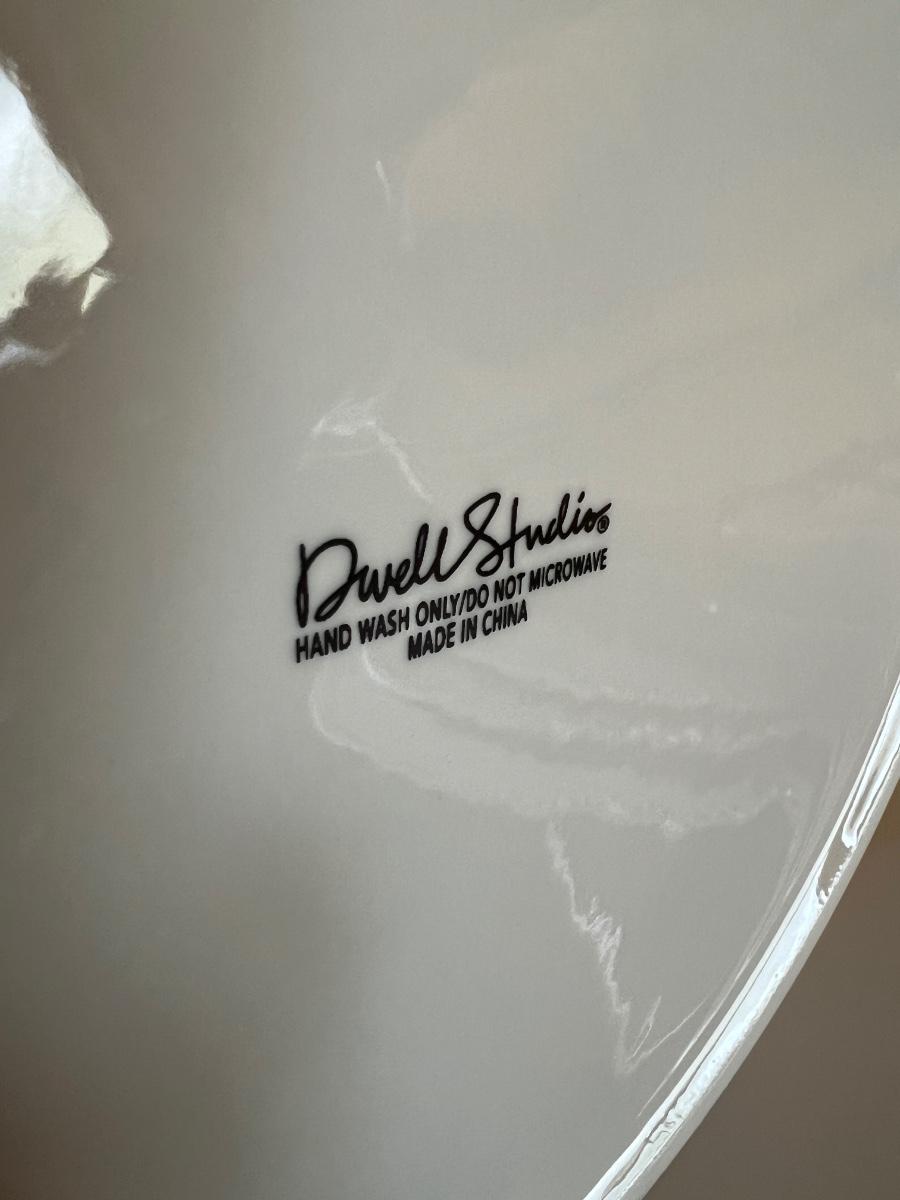 DwellStudio®
HAND WASH ONLY/DO NOT MICROWAVE
MADE IN CHINA